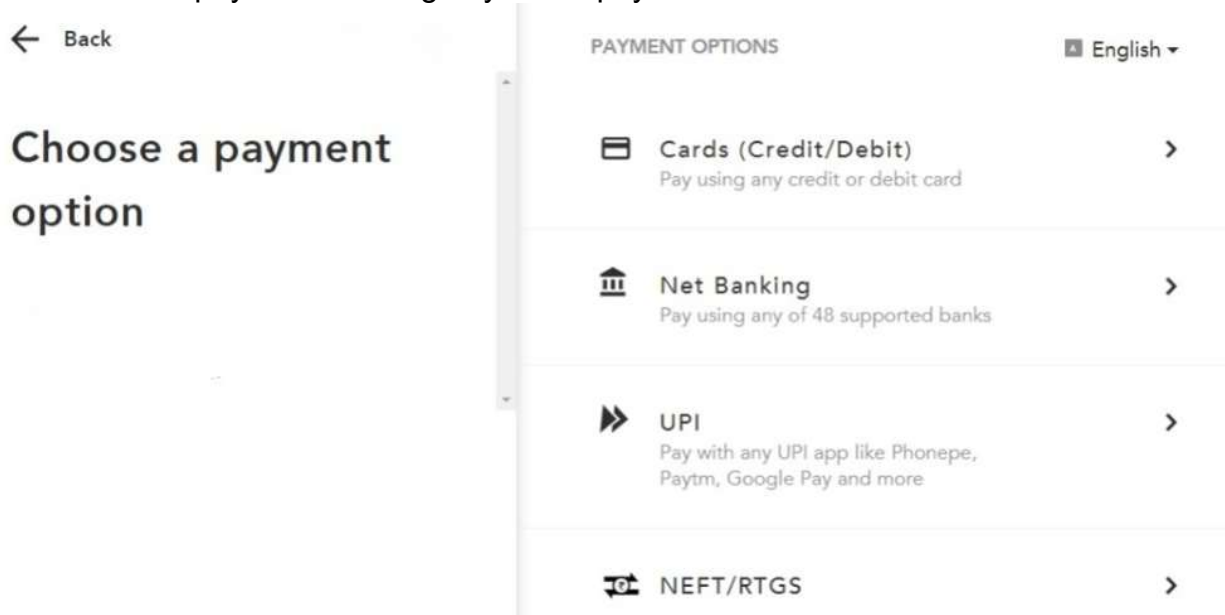 Back
Choose a payment
option
PAYMENT OPTIONS
English
Cards (Credit/Debit)
Pay using any credit or debit card
Net Banking
Pay using any of 48 supported banks
UPI
Pay with any UPI app like Phonepe,
Paytm, Google Pay and more
NEFT/RTGS